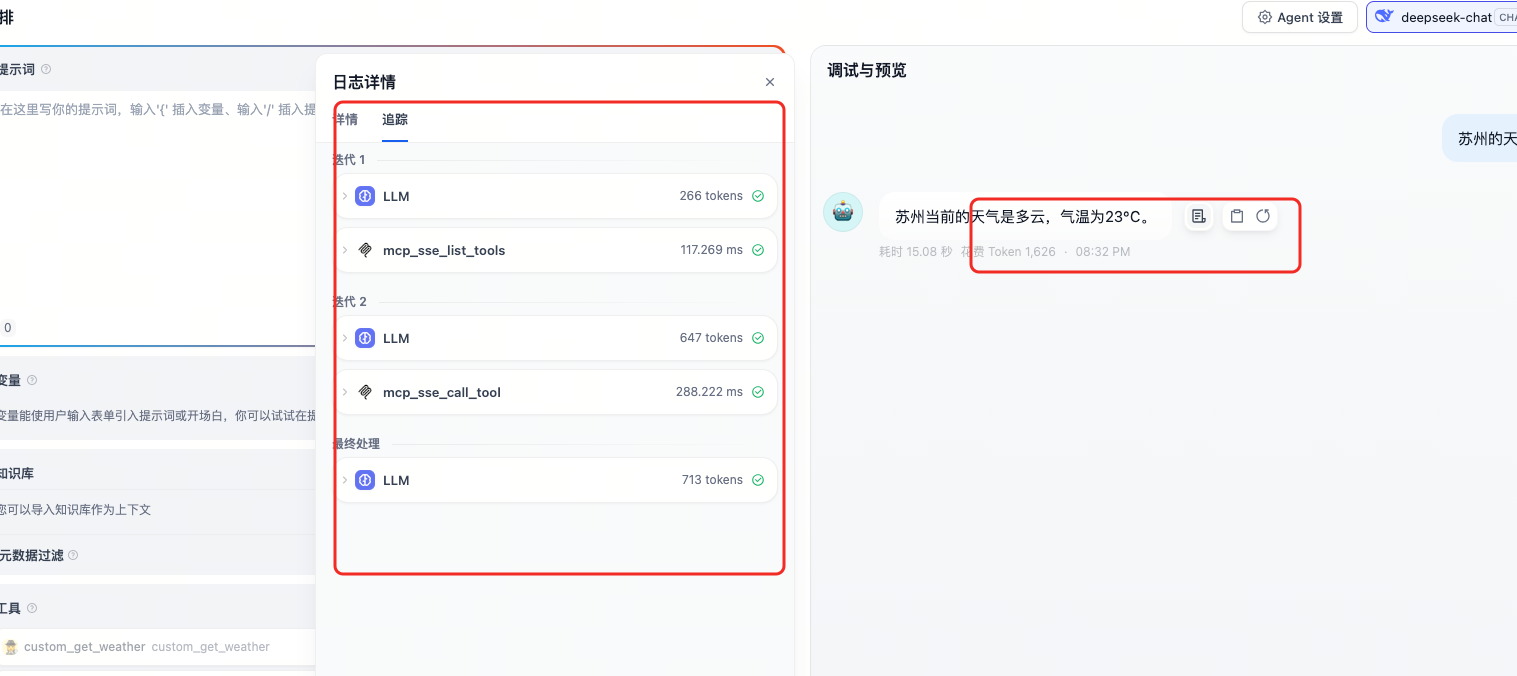 排
Agent 设置
deepseek-chat
CHA
提示词
在这里写你的提示词，输入'{' 插入变量、输入'/' 插入提
0
变量
变量能使用户输入表单引入提示词或开场白，你可以试试在提
知识库
您可以导入知识库作为上下文
元数据过滤
工具
custom_get_weather custom_get_weather
日志详情
详情 追踪
迭代 1
LLM 266 tokens
mcp_sse_list_tools 117.269 ms
迭代 2
LLM 647 tokens
mcp_sse_call_tool 288.222 ms
最终处理
LLM 713 tokens
调试与预览
苏州的天
苏州当前的天气是多云，气温为23°C。
耗时 15.08 秒 花费 Token 1,626 · 08:32 PM